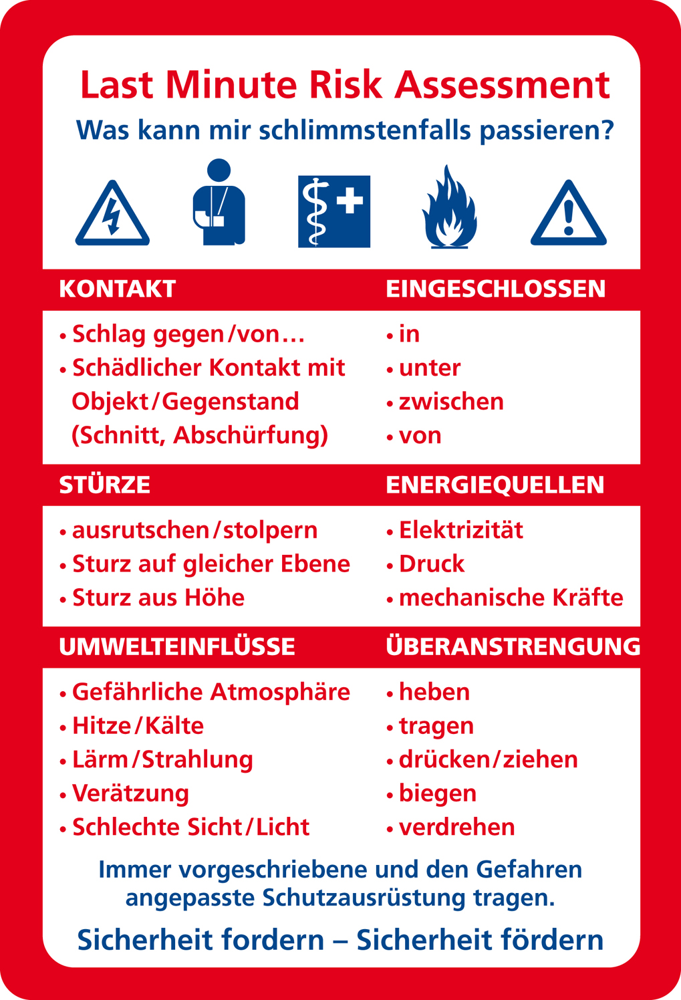 Last Minute Risk Assessment
Was kann mir schlimmstenfalls passieren?
KONTAKT
• Schlag gegen/von...
• Schädlicher Kontakt mit
Objekt/Gegenstand
(Schnitt, Abschürfung)
EINGESCHLOSSEN
• in
• unter
• zwischen
• von
STÜRZE
• ausrutschen/stolpern
• Sturz auf gleicher Ebene
• Sturz aus Höhe
ENERGIEQUELLEN
• Elektrizität
• Druck
• mechanische Kräfte
UMWELTEINFLÜSSE
• Gefährliche Atmosphäre
• Hitze/Kälte
• Lärm/Strahlung
• Verätzung
• Schlechte Sicht/Licht
ÜBERANSTRENGUNG
• heben
• tragen
• drücken/ziehen
• biegen
• verdrehen
Immer vorgeschriebene und den Gefahren
angepasste Schutzausrüstung tragen.
Sicherheit fordern – Sicherheit fördern